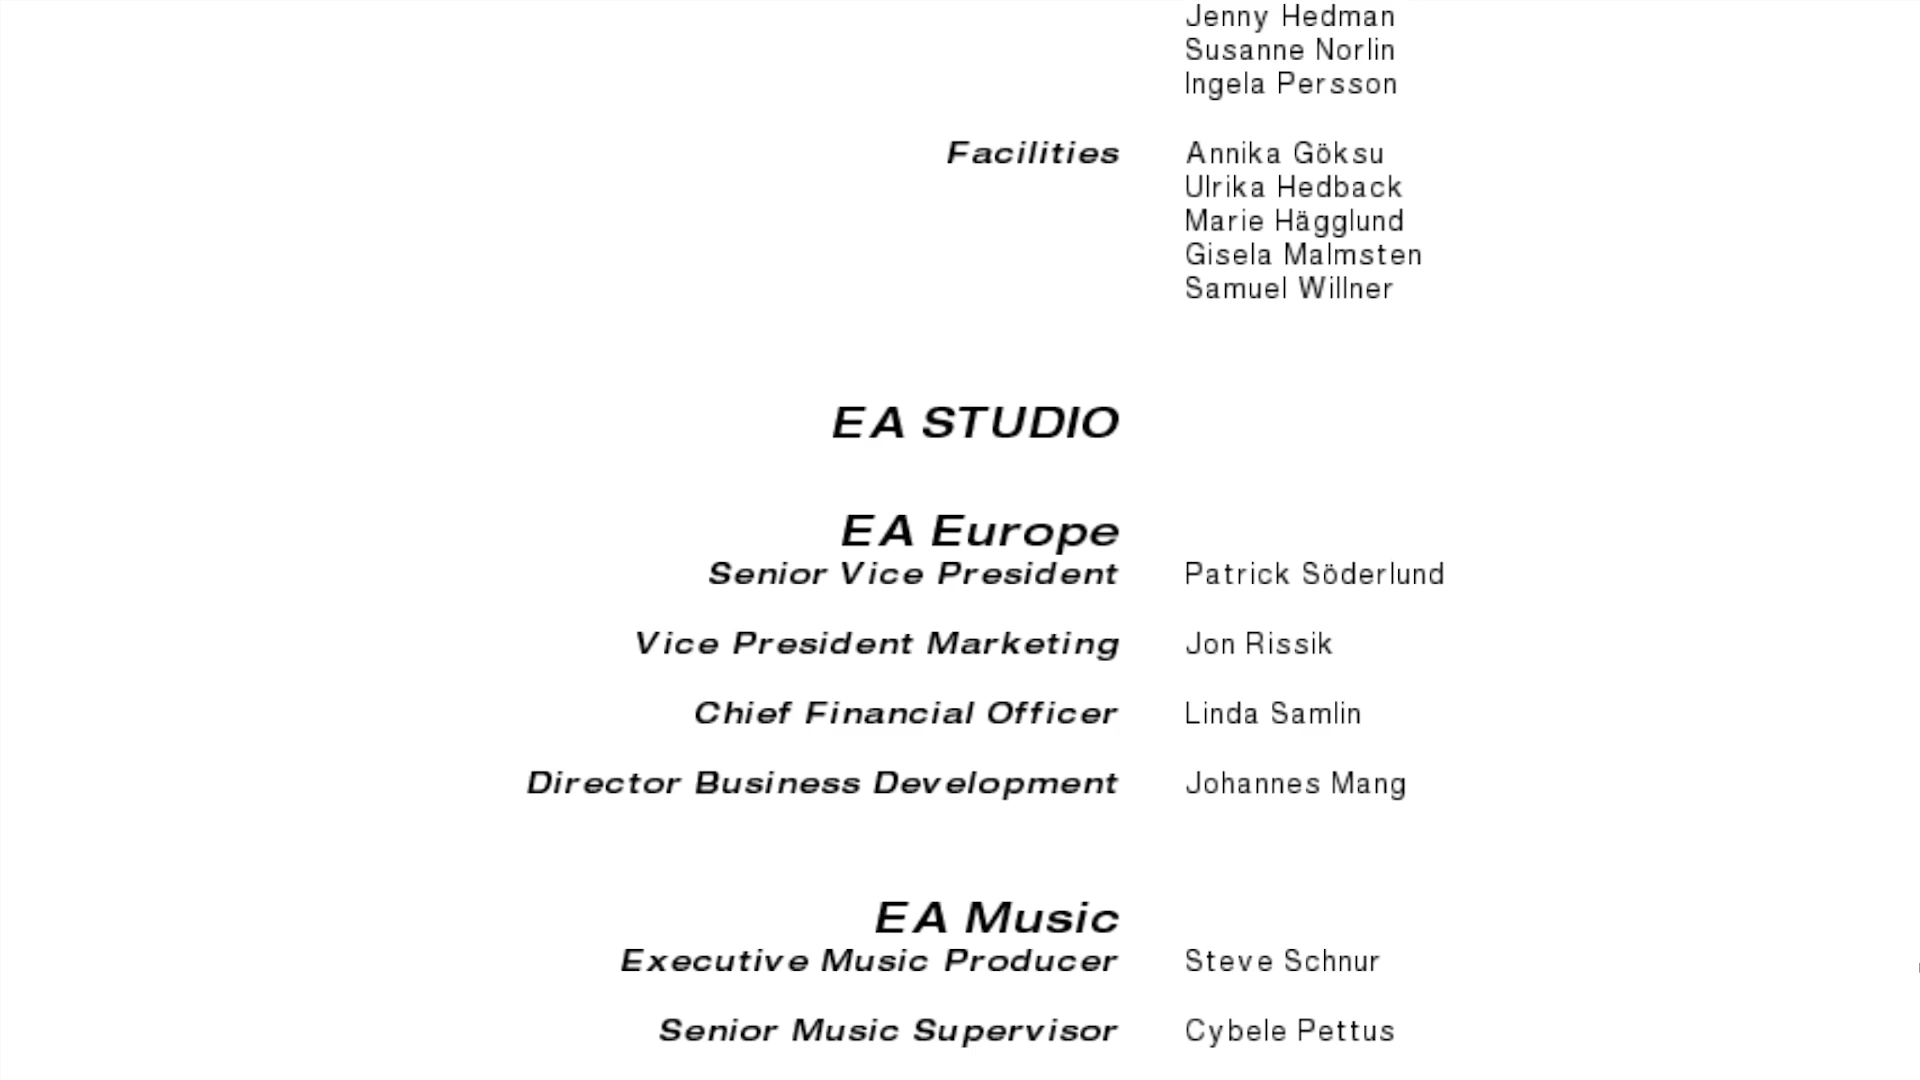 Jenny Hedman
Susanne Norlin
Ingela Persson
Facilities Annika Göksu
Ulrika Hedback
Marie Hägglund
Gisela Malmsten
Samuel Willner
EA STUDIO
EA Europe
Senior Vice President Patrick Söderlund
Vice President Marketing Jon Rissik
Chief Financial Officer Linda Samlin
Director Business Development Johannes Mang
EA Music
Executive Music Producer Steve Schnur
Senior Music Supervisor Cybele Pettus